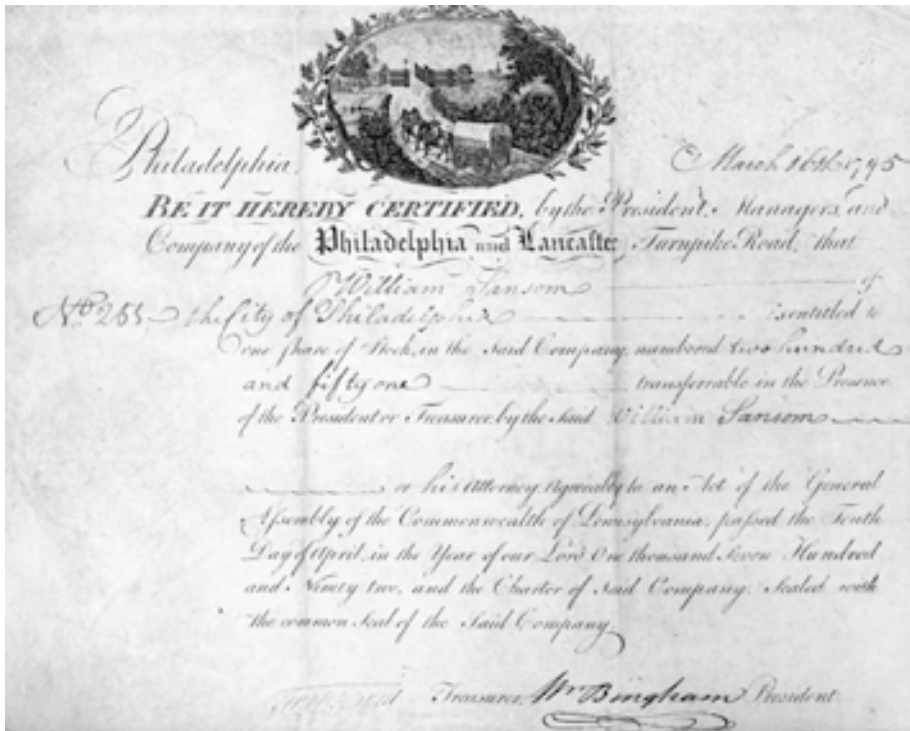 Philadelphia. March 16th 1795
BE IT HEREBY CERTIFIED, by the President, Managers, and
Company of the Philadelphia and Lancaster Turnpike Road, that
William Sansom of
the City of Philadelphia is entitled to
one share of Stock, in the said Company, numbered two hundred
and fifty one transferrable in the Presence
of the President or Treasurer, by the said William Sansom
or his Attorney. Agreeably to an Act of the General
Assembly of the Commonwealth of Pennsylvania, passed the Tenth
Day of April, in the Year of our Lord One thousand Seven Hundred
and Ninety two, and the Charter of said Company. Sealed with
the common Seal of the Said Company.
Treasurer. Wm Bingham President.